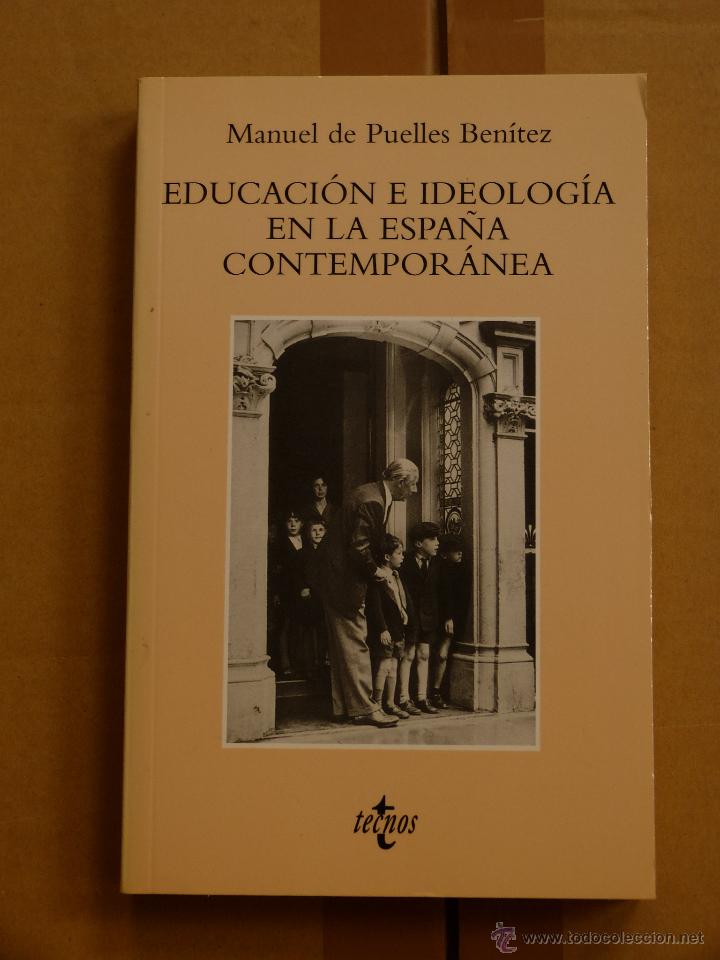 Manuel de Puelles Benítez
EDUCACIÓN E IDEOLOGÍA
EN LA ESPAÑA
CONTEMPORÁNEA
tecnos
© www.todocoleccion.net